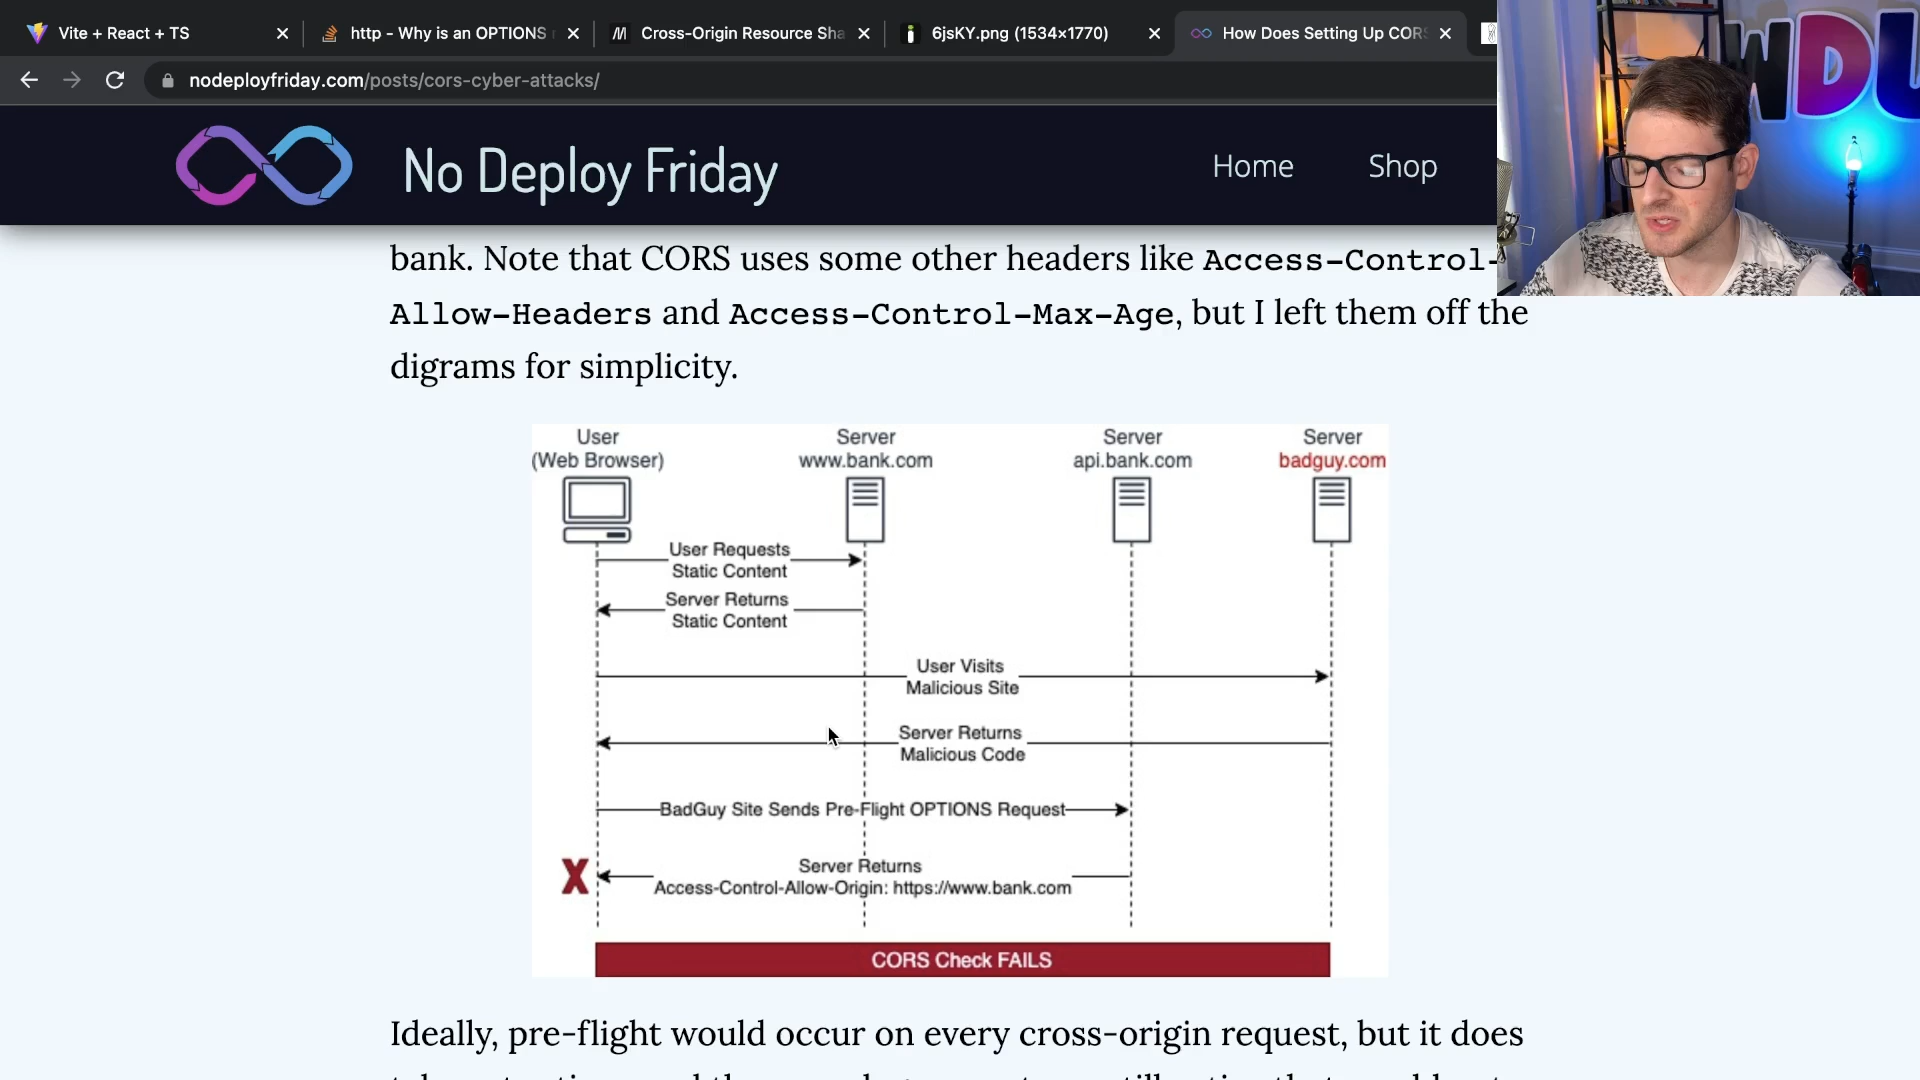 Vite + React + TS
http - Why is an OPTIONS
Cross-Origin Resource Sha
6jsKY.png (1534×1770)
How Does Setting Up CORS
nodeployfriday.com/posts/cors-cyber-attacks/
No Deploy Friday
Home
Shop
WDU
bank. Note that CORS uses some other headers like Access-Control-
Allow-Headers and Access-Control-Max-Age, but I left them off the
digrams for simplicity.
User
(Web Browser)
Server
www.bank.com
Server
api.bank.com
Server
badguy.com
User Requests
Static Content
Server Returns
Static Content
User Visits
Malicious Site
Server Returns
Malicious Code
BadGuy Site Sends Pre-Flight OPTIONS Request
X
Server Returns
Access-Control-Allow-Origin: https://www.bank.com
CORS Check FAILS
Ideally, pre-flight would occur on every cross-origin request, but it does